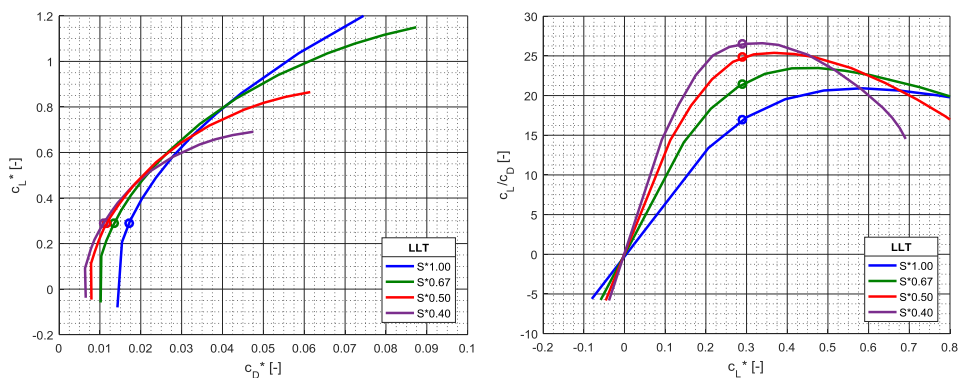 1.2
1
0.8
0.6
0.4
0.2
0
-0.2
0 0.01 0.02 0.03 0.04 0.05 0.06 0.07 0.08 0.09 0.1
c_D* [-]
c_L* [-]
LLT
S*1.00
S*0.67
S*0.50
S*0.40
30
25
20
15
10
5
0
-5
-10
-0.2 -0.1 0 0.1 0.2 0.3 0.4 0.5 0.6 0.7 0.8
c_L* [-]
c_L/c_D [-]
LLT
S*1.00
S*0.67
S*0.50
S*0.40